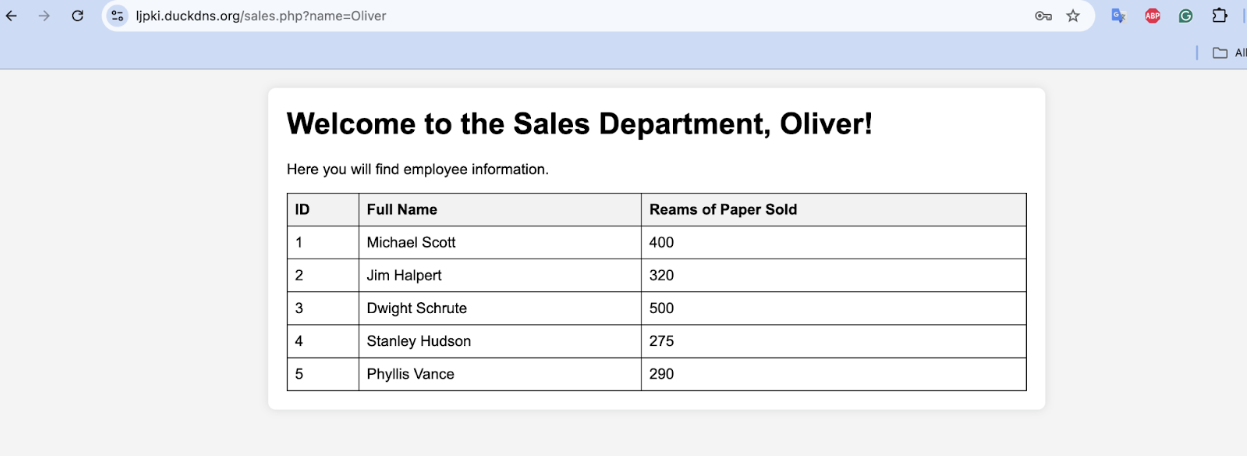 ljpki.duckdns.org/sales.php?name=Oliver
ABP
All
Welcome to the Sales Department, Oliver!
Here you will find employee information.
ID Full Name Reams of Paper Sold
1 Michael Scott 400
2 Jim Halpert 320
3 Dwight Schrute 500
4 Stanley Hudson 275
5 Phyllis Vance 290